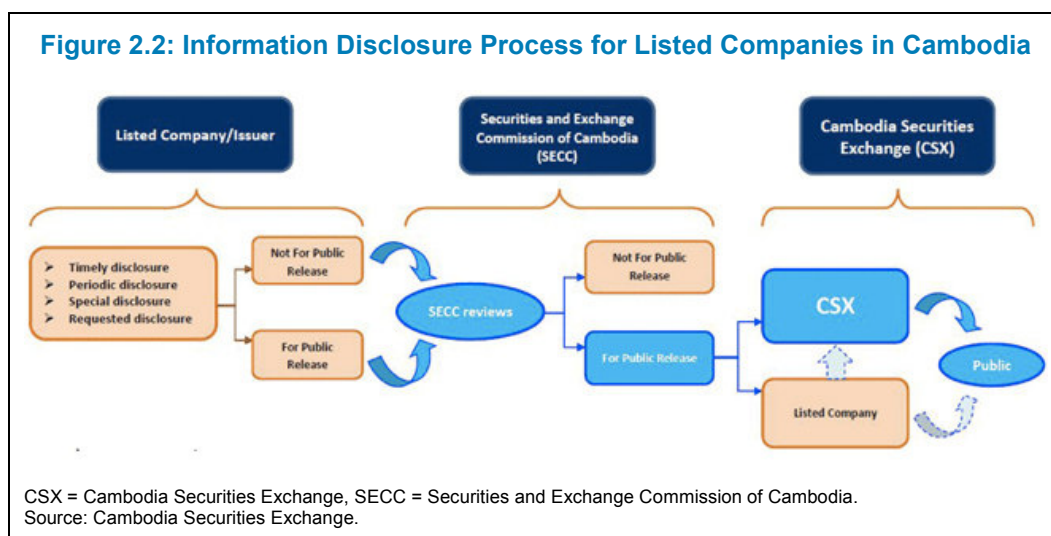 Figure 2.2: Information Disclosure Process for Listed Companies in Cambodia
Listed Company/Issuer
Securities and Exchange
Commission of Cambodia
(SECC)
Cambodia Securities
Exchange (CSX)
➢ Timely disclosure
➢ Periodic disclosure
➢ Special disclosure
➢ Requested disclosure
Not For Public
Release
For Public
Release
SECC reviews
Not For Public
Release
For Public Release
CSX
Listed Company
Public
CSX = Cambodia Securities Exchange, SECC = Securities and Exchange Commission of Cambodia.
Source: Cambodia Securities Exchange.